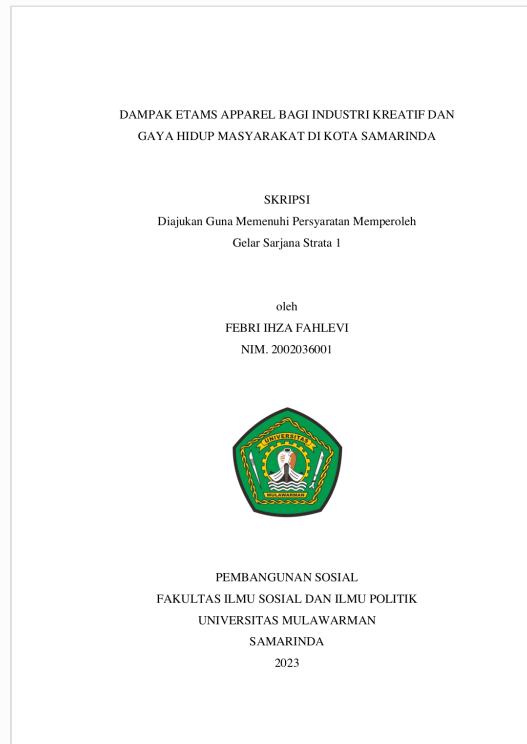 DAMPAK ETAMS APPAREL BAGI INDUSTRI KREATIF DAN
GAYA HIDUP MASYARAKAT DI KOTA SAMARINDA
SKRIPSI
Diajukan Guna Memenuhi Persyaratan Memperoleh
Gelar Sarjana Strata 1
oleh
FEBRI IHZA FAHLEVI
NIM. 2002036001
UNIVERSITAS
MULAWARMAN
PEMBANGUNAN SOSIAL
FAKULTAS ILMU SOSIAL DAN ILMU POLITIK
UNIVERSITAS MULAWARMAN
SAMARINDA
2023